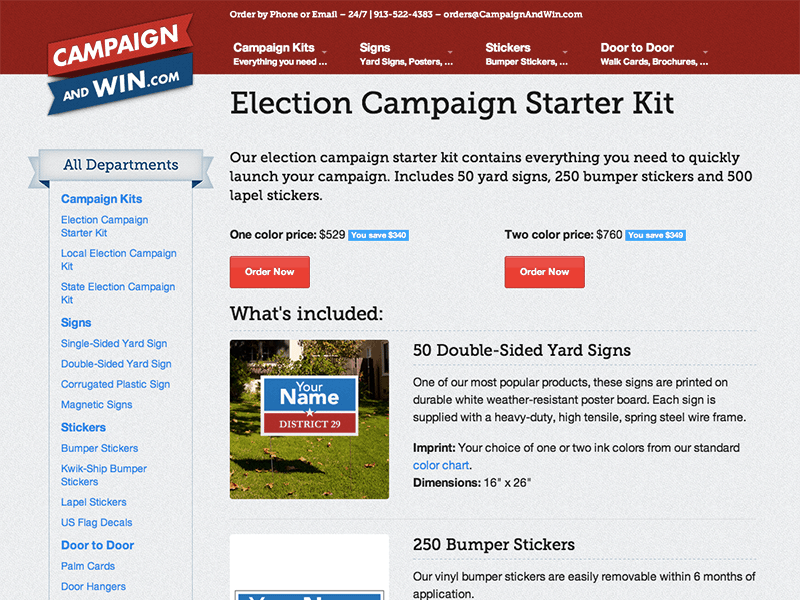 Order by Phone or Email – 24/7 | 913-522-4383 – orders@CampaignAndWin.com
CAMPAIGN
AND WIN.COM
Campaign Kits
Everything you need ...
Signs
Yard Signs, Posters, ...
Stickers
Bumper Stickers, ...
Door to Door
Walk Cards, Brochures, ...
Election Campaign Starter Kit
All Departments
Campaign Kits
Election Campaign
Starter Kit
Local Election Campaign
Kit
State Election Campaign
Kit
Signs
Single-Sided Yard Sign
Double-Sided Yard Sign
Corrugated Plastic Sign
Magnetic Signs
Stickers
Bumper Stickers
Kwik-Ship Bumper
Stickers
Lapel Stickers
US Flag Decals
Door to Door
Palm Cards
Door Hangers
Our election campaign starter kit contains everything you need to quickly
launch your campaign. Includes 50 yard signs, 250 bumper stickers and 500
lapel stickers.
One color price: $529 You save $340
Order Now
Two color price: $760 You save $349
Order Now
What's included:
Your
Name
DISTRICT 29
50 Double-Sided Yard Signs
One of our most popular products, these signs are printed on
durable white weather-resistant poster board. Each sign is
supplied with a heavy-duty, high tensile, spring steel wire frame.
Imprint: Your choice of one or two ink colors from our standard
color chart.
Dimensions: 16" x 26"
250 Bumper Stickers
Our vinyl bumper stickers are easily removable within 6 months of
application.